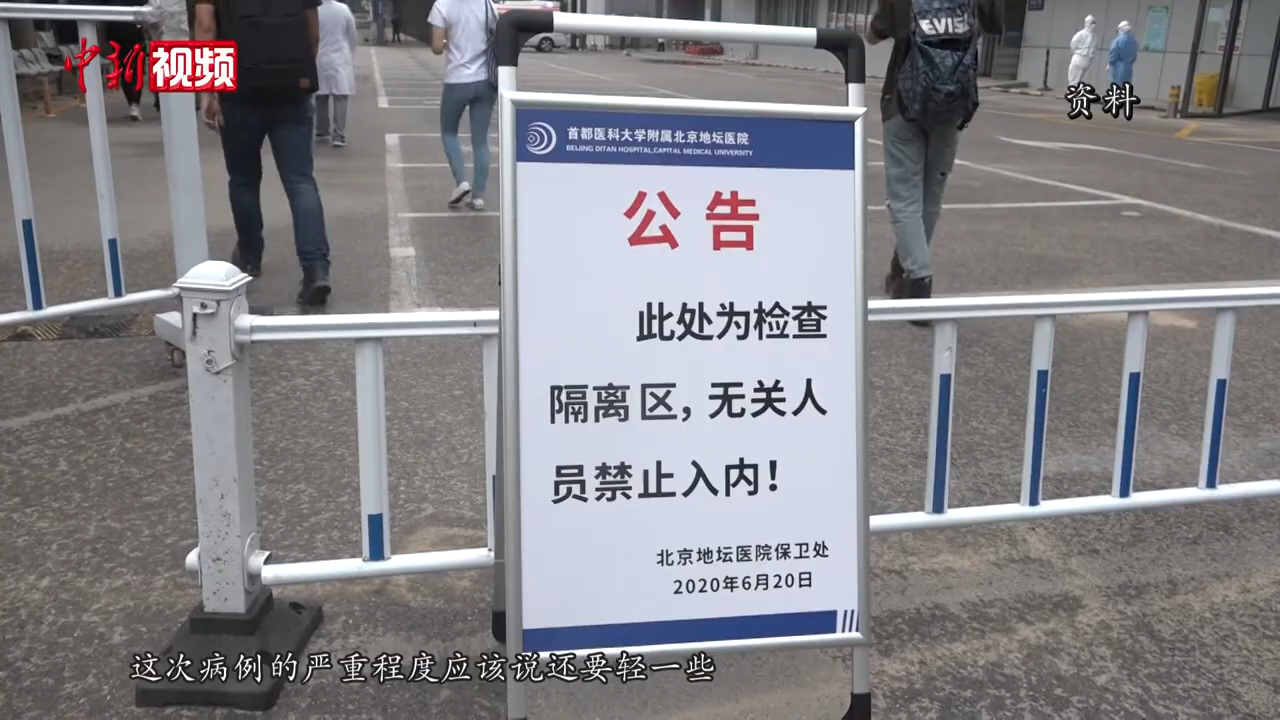 中新视频
EVISU
资料
首都医科大学附属北京地坛医院
BEIJING DITAN HOSPITAL,CAPITAL MEDICAL UNIVERSITY
公告
此处为检查
隔离区,无关人
员禁止入内!
北京地坛医院保卫处
2020年6月20日
这次病例的严重程度应该说还要轻一些